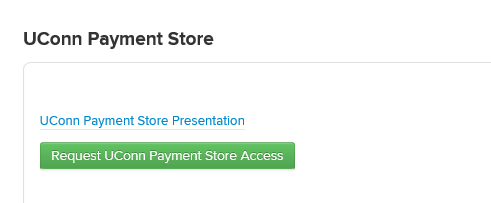 UConn Payment Store
UConn Payment Store Presentation
Request UConn Payment Store Access